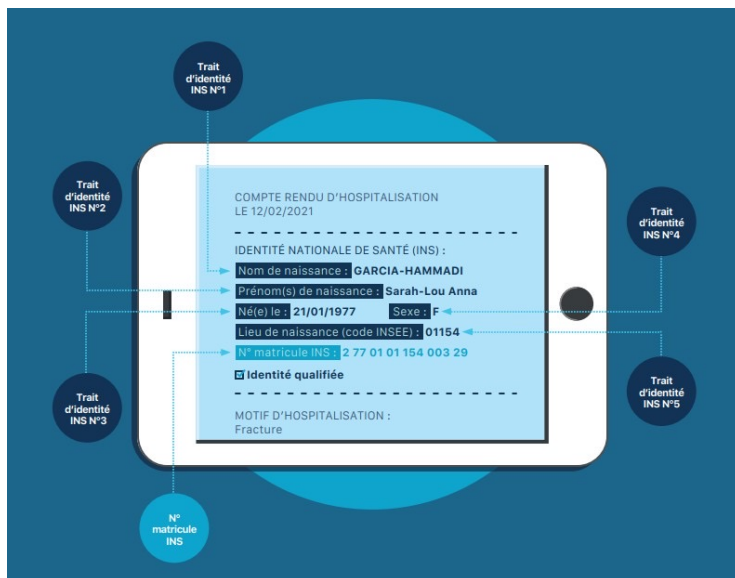 Trait
d'identité
INS N°1
Trait
d'identité
INS N°2
Trait
d'identité
INS N°4
COMPTE RENDU D'HOSPITALISATION
LE 12/02/2021
IDENTITÉ NATIONALE DE SANTÉ (INS) :
Nom de naissance : GARCIA-HAMMADI
Prénom(s) de naissance : Sarah-Lou Anna
Né(e) le : 21/01/1977 Sexe : F
Lieu de naissance (code INSEE) : 01154
N° matricule INS : 2 77 01 01 154 003 29
Identité qualifiée
MOTIF D'HOSPITALISATION :
Fracture
Trait
d'identité
INS N°3
Trait
d'identité
INS N°5
N°
matricule
INS